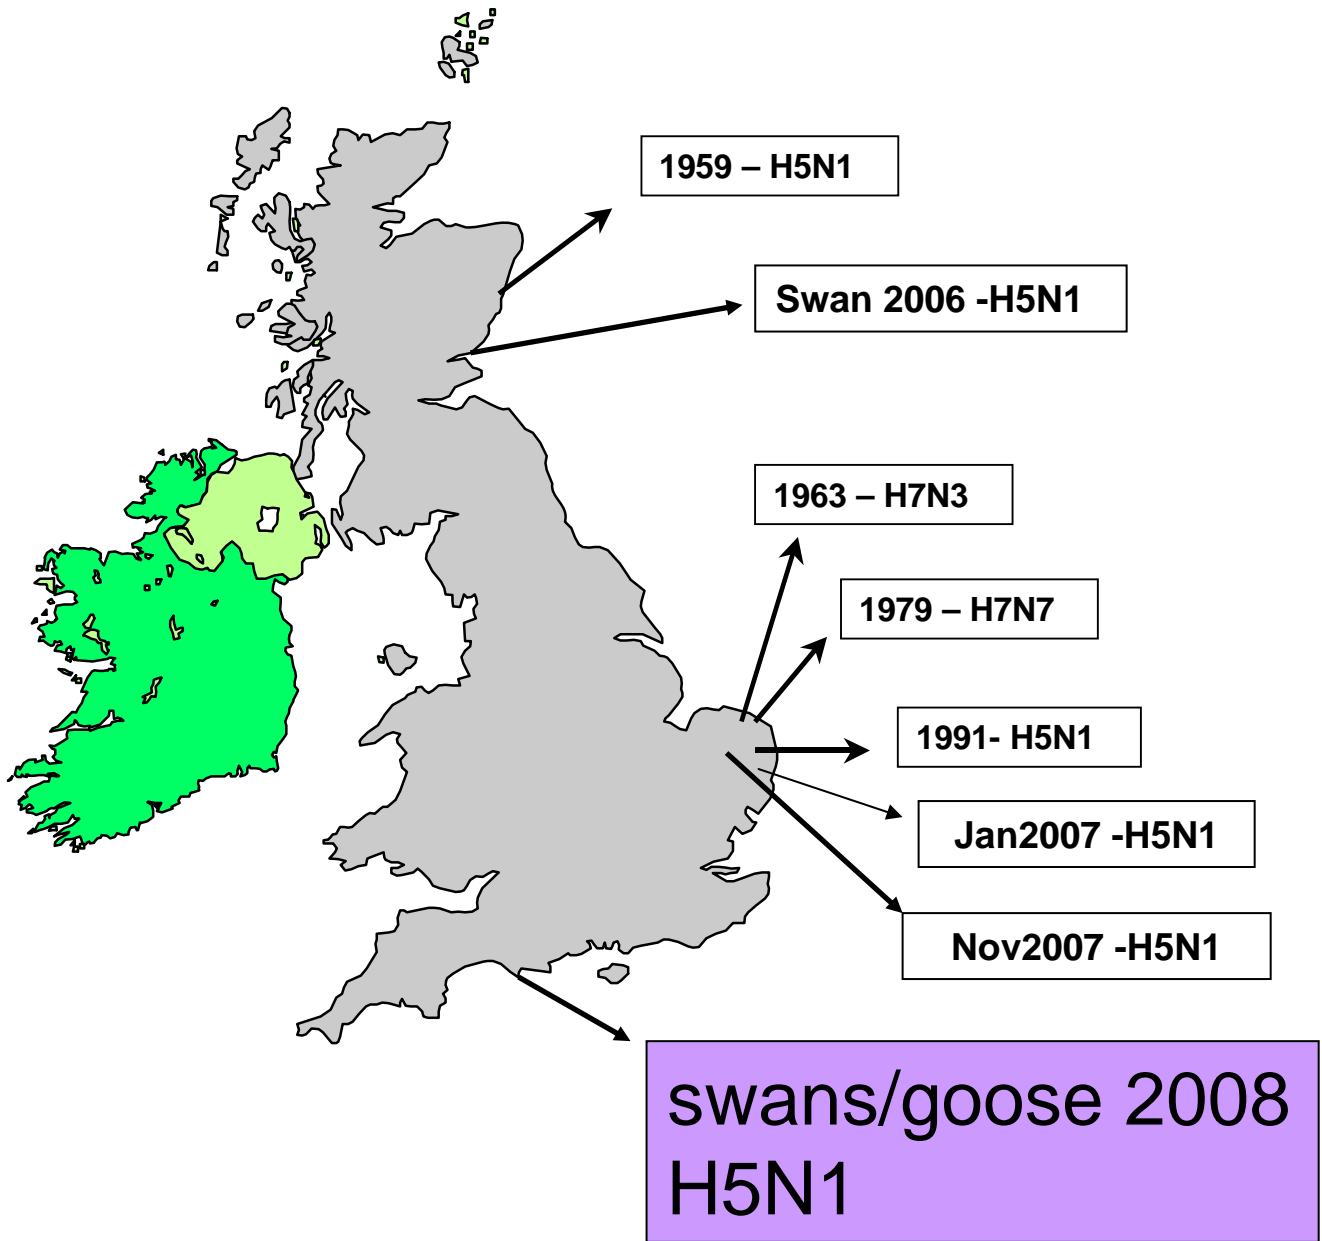 1959 – H5N1
Swan 2006 -H5N1
1963 – H7N3
1979 – H7N7
1991- H5N1
Jan2007 -H5N1
Nov2007 -H5N1
swans/goose 2008
H5N1